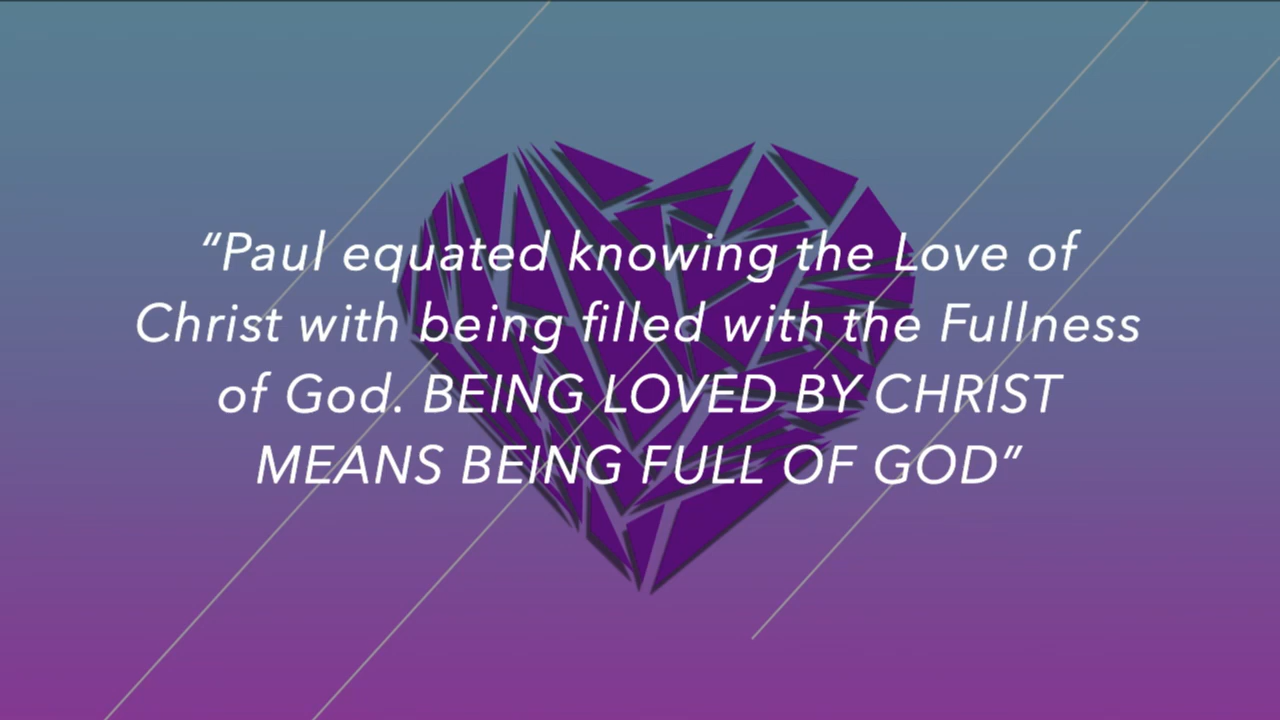 “Paul equated knowing the Love of
Christ with being filled with the Fullness
of God. BEING LOVED BY CHRIST
MEANS BEING FULL OF GOD”